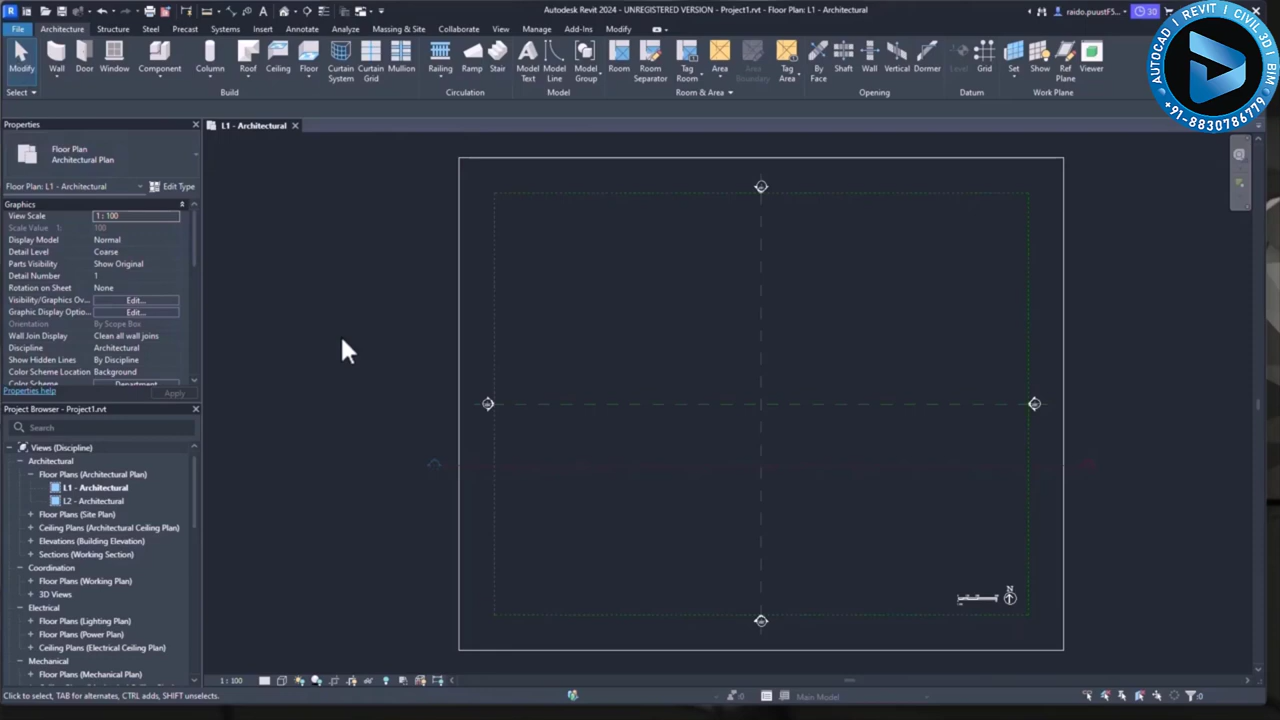 Autodesk Revit 2024 - UNREGISTERED VERSION - Project1.rvt - Floor Plan: L1 - Architectural
raido.puustF5...
30
File Architecture Structure Steel Precast Systems Insert Annotate Analyze Massing & Site Collaborate View Manage Add-Ins Modify
Modify
Wall
Door
Window
Component
Column
Roof
Ceiling
Floor
Curtain System
Curtain Grid
Mullion
Railing
Ramp
Stair
Model Text
Model Line
Model Group
Room
Room Separator
Tag Room
Area
Area Boundary
Tag Area
By Face
Shaft
Wall
Vertical
Dormer
Level
Grid
Set
Show
Ref Plane
Viewer
Select
Build
Circulation
Model
Room & Area
Opening
Datum
Work Plane
AUTOCAD | REVIT | CIVIL 3D | BIM
+91-8830786779
Properties
L1 - Architectural
Floor Plan
Architectural Plan
Floor Plan: L1 - Architectural
Edit Type
Graphics
View Scale 1 : 100
Scale Value 1: 100
Display Model Normal
Detail Level Coarse
Parts Visibility Show Original
Detail Number 1
Rotation on Sheet None
Visibility/Graphics Ov... Edit...
Graphic Display Optio... Edit...
Orientation By Scope Box
Wall Join Display Clean all wall joins
Discipline Architectural
Show Hidden Lines By Discipline
Color Scheme Location Background
Color Scheme Department
Properties help
Apply
Project Browser - Project1.rvt
Search
Views (Discipline)
Architectural
Floor Plans (Architectural Plan)
L1 - Architectural
L2 - Architectural
Floor Plans (Site Plan)
Ceiling Plans (Architectural Ceiling Plan)
Elevations (Building Elevation)
Sections (Working Section)
Coordination
Floor Plans (Working Plan)
3D Views
Electrical
Floor Plans (Lighting Plan)
Floor Plans (Power Plan)
Ceiling Plans (Electrical Ceiling Plan)
Mechanical
Floor Plans (Mechanical Plan)
N
1 : 100
Click to select, TAB for alternates, CTRL adds, SHIFT unselects.
:0
Main Model
:0